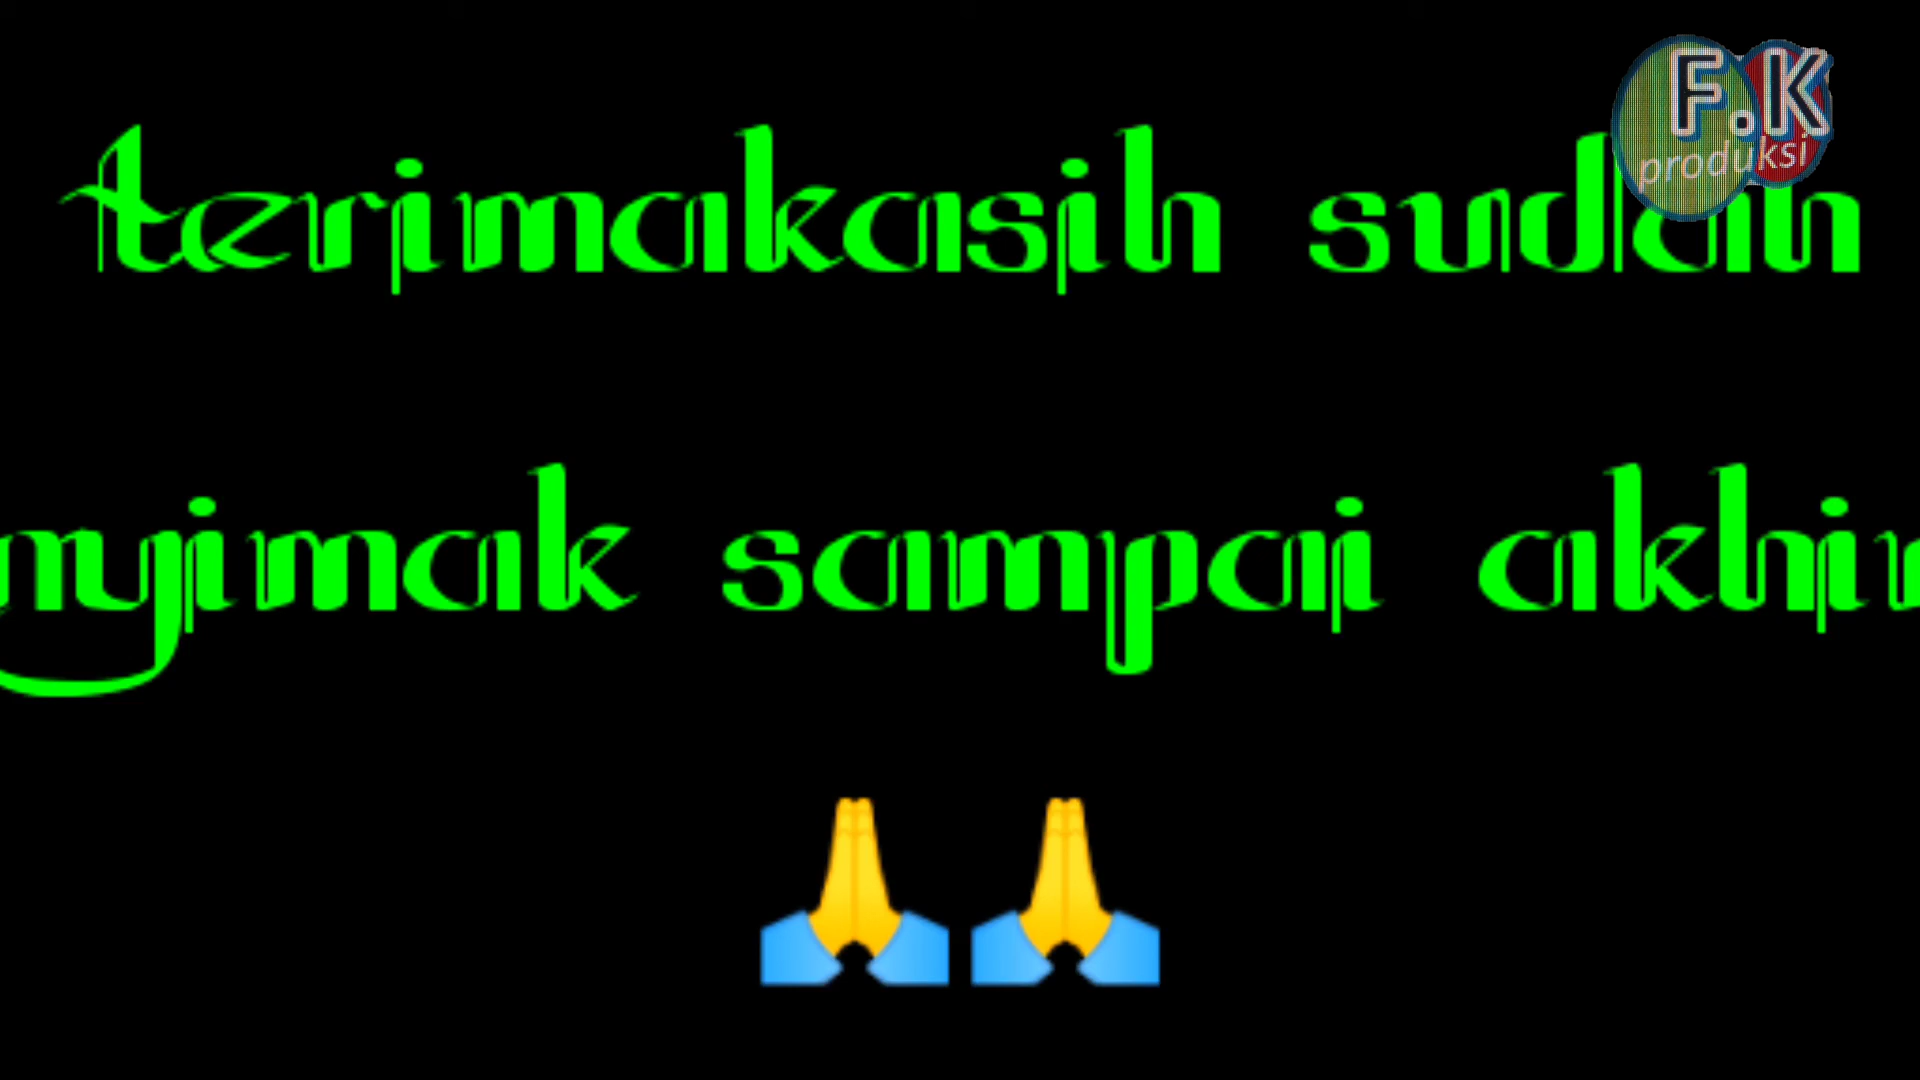 F.K
produksi
terimakasih sudah
nyimak sampai akhir
🙏🙏